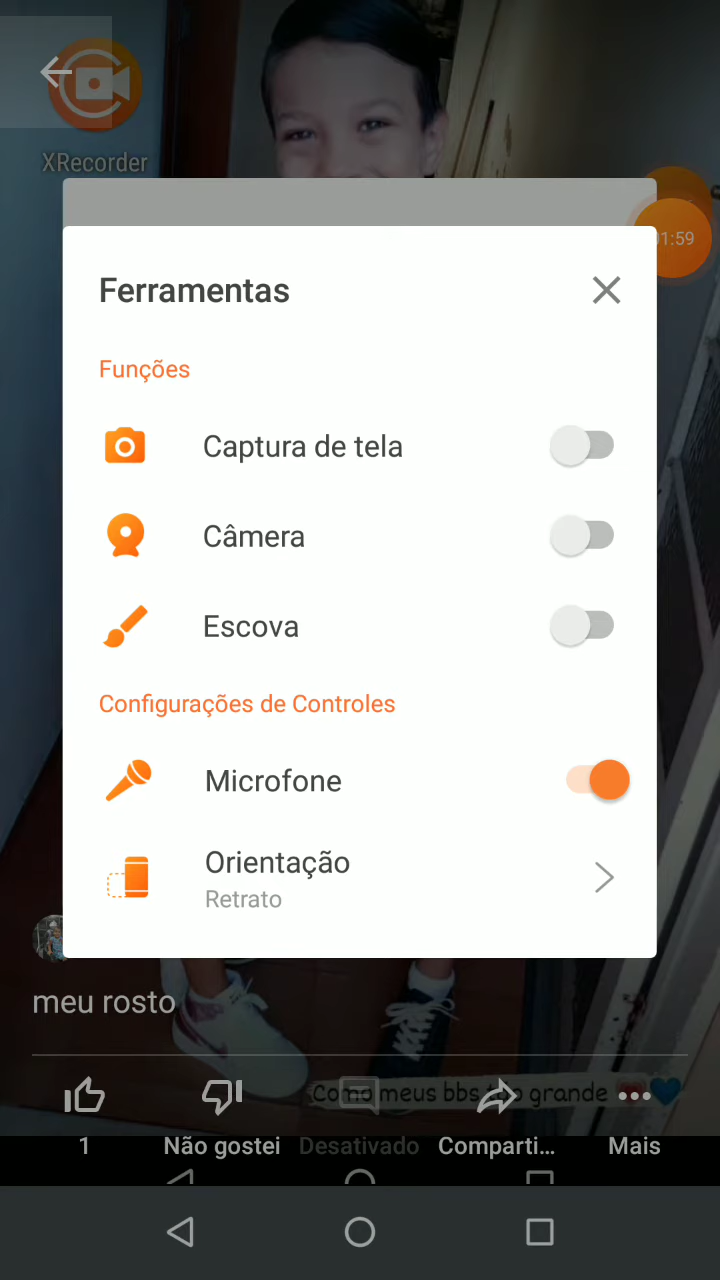 XRecorder
01:59
Ferramentas
Funções
Captura de tela
Câmera
Escova
Configurações de Controles
Microfone
Orientação
Retrato
meu rosto
Como meus bbs tão grande
1
Não gostei
Desativado
Comparti...
Mais